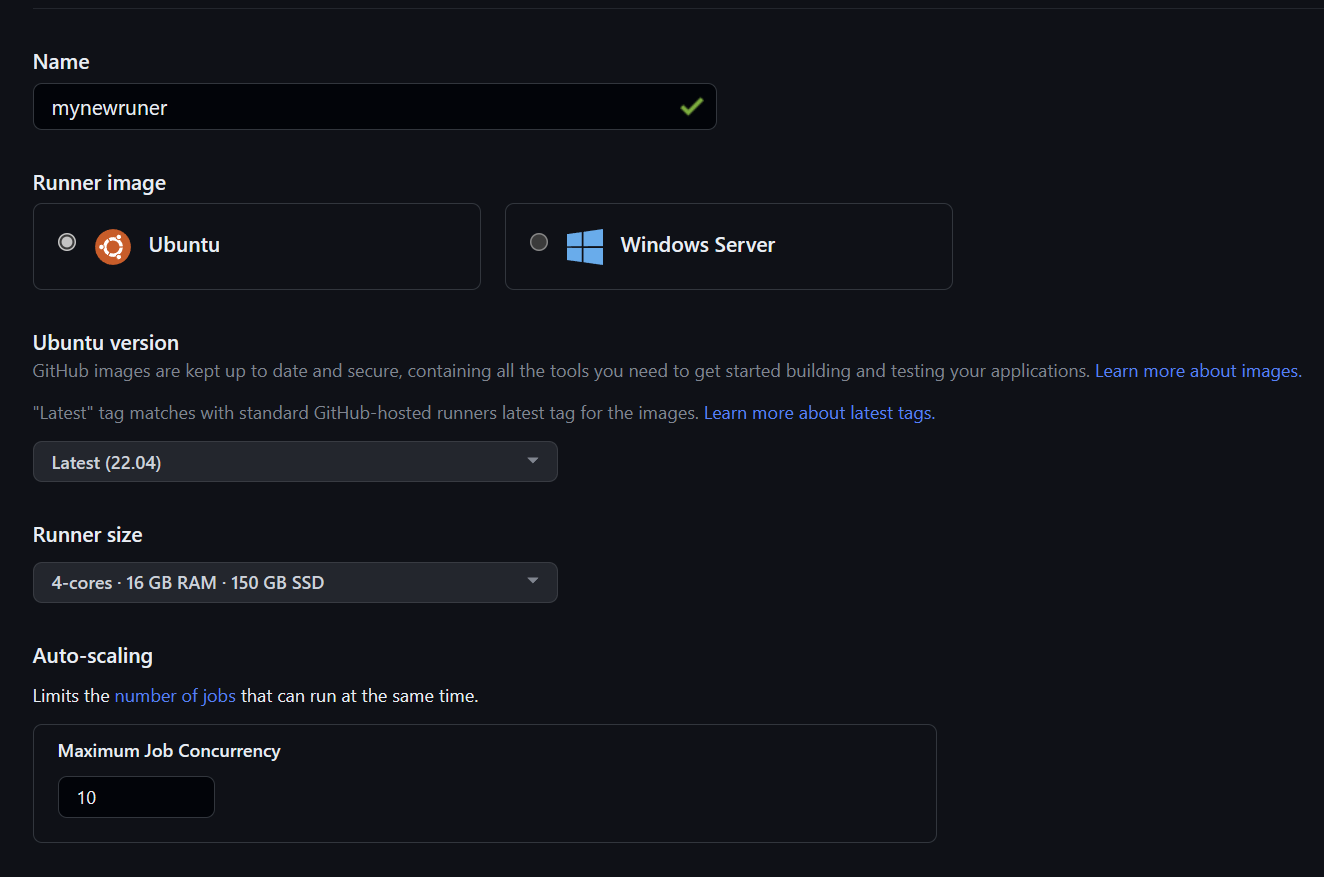 Name
mynewruner
Runner image
Ubuntu
Windows Server
Ubuntu version
GitHub images are kept up to date and secure, containing all the tools you need to get started building and testing your applications. Learn more about images.
"Latest" tag matches with standard GitHub-hosted runners latest tag for the images. Learn more about latest tags.
Latest (22.04)
Runner size
4-cores · 16 GB RAM · 150 GB SSD
Auto-scaling
Limits the number of jobs that can run at the same time.
Maximum Job Concurrency
10